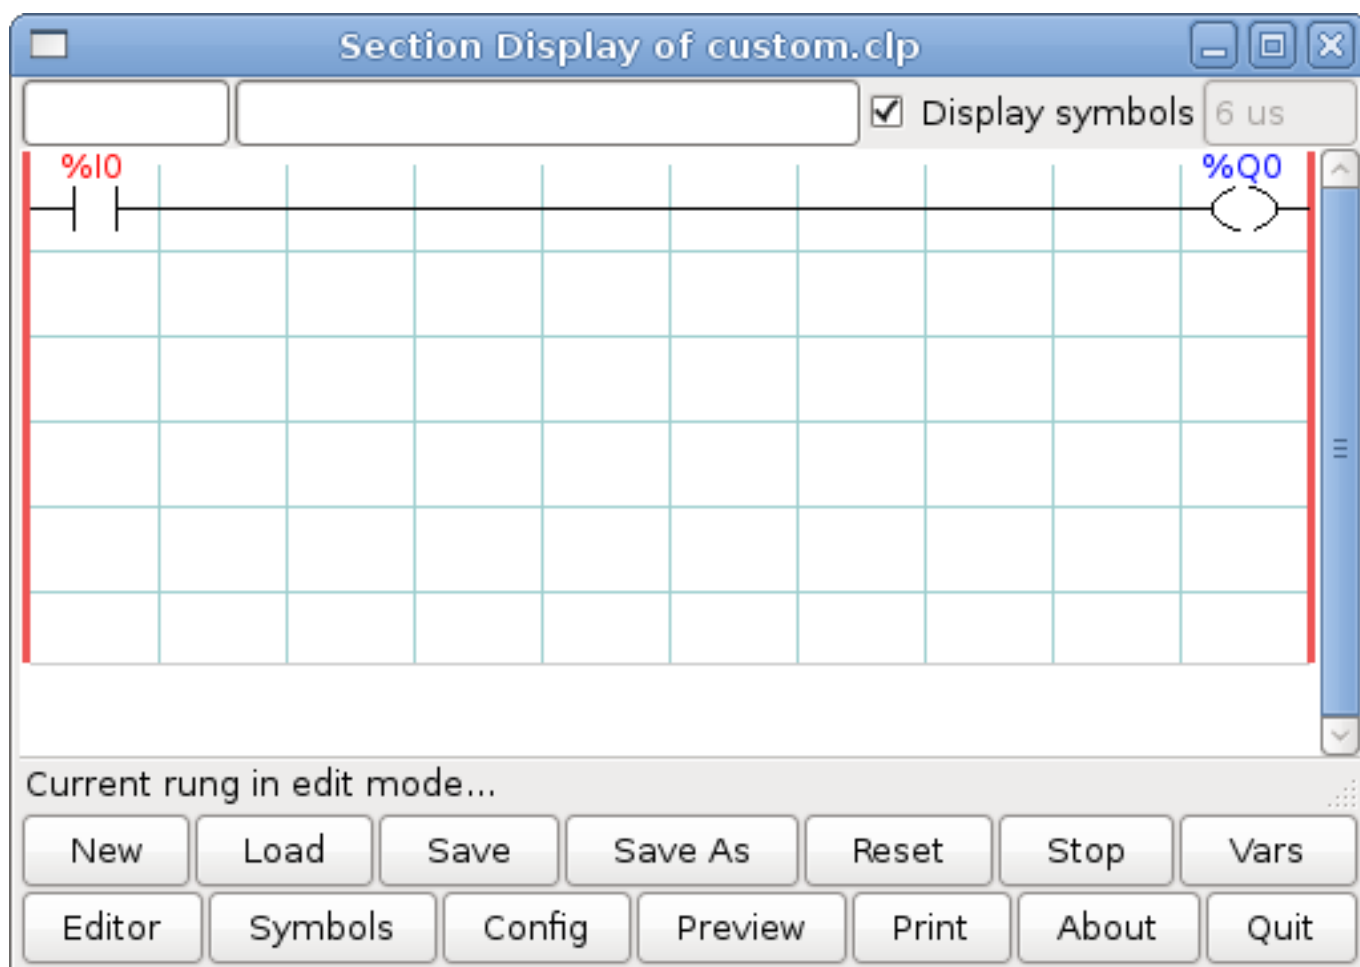 Section Display of custom.clp
Display symbols 6 us
%I0 %Q0
Current rung in edit mode...
New Load Save Save As Reset Stop Vars
Editor Symbols Config Preview Print About Quit